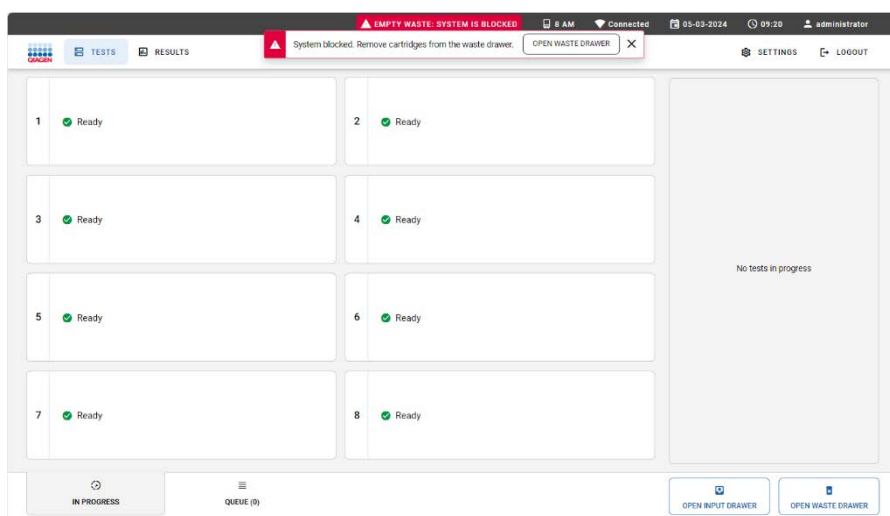 EMPTY WASTE: SYSTEM IS BLOCKED 8 AM Connected 05-03-2024 09:20 administrator
QIAGEN TESTS RESULTS System blocked. Remove cartridges from the waste drawer. OPEN WASTE DRAWER SETTINGS LOGOUT
1 Ready 2 Ready
3 Ready 4 Ready
No tests in progress
5 Ready 6 Ready
7 Ready 8 Ready
IN PROGRESS QUEUE (0) OPEN INPUT DRAWER OPEN WASTE DRAWER